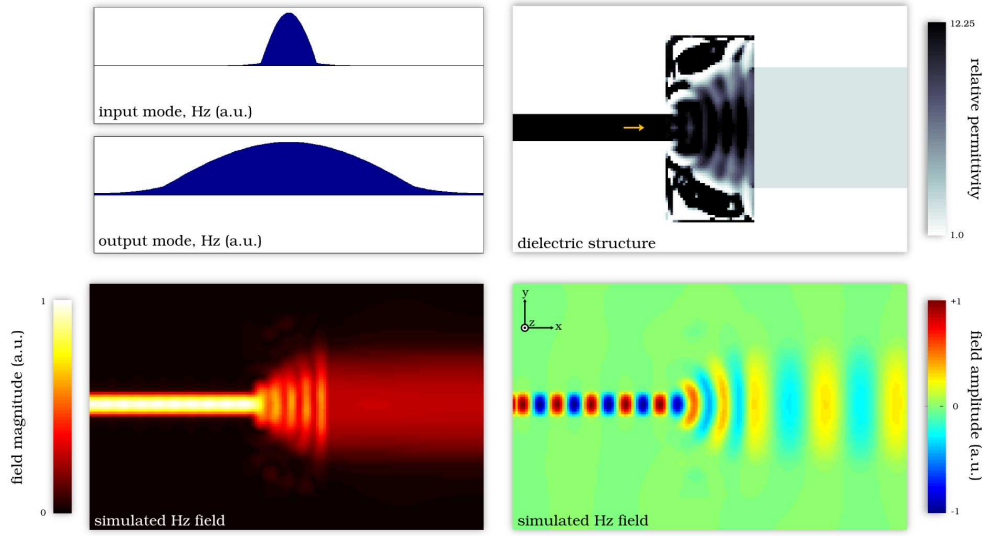 input mode, Hz (a.u.)
output mode, Hz (a.u.)
dielectric structure
12.25
relative permittivity
1.0
1
field magnitude (a.u.)
0
simulated Hz field
y
z
x
simulated Hz field
+1
field amplitude (a.u.)
0
-1